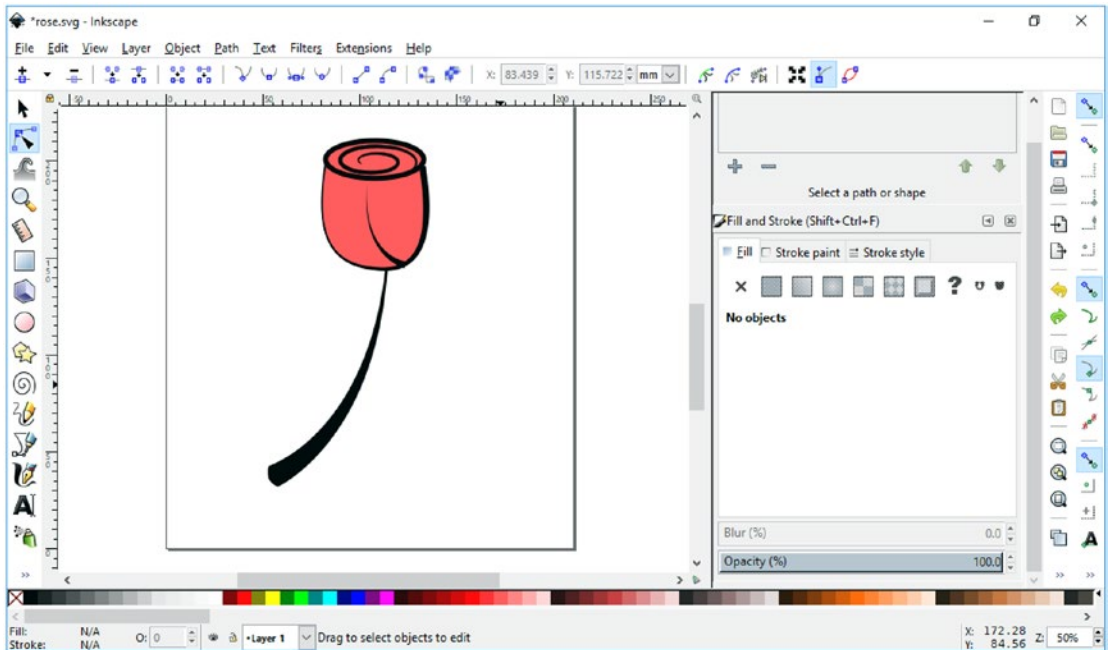 *rose.svg - Inkscape
File Edit View Layer Object Path Text Filters Extensions Help
X: 83.439 Y: 115.722 mm
Select a path or shape
Fill and Stroke (Shift+Ctrl+F)
Fill Stroke paint Stroke style
?
No objects
Blur (%) 0.0
Opacity (%) 100.0
Fill: N/A
Stroke: N/A
O: 0
•Layer 1
Drag to select objects to edit
X: 172.28
Y: 84.56
Z: 50%